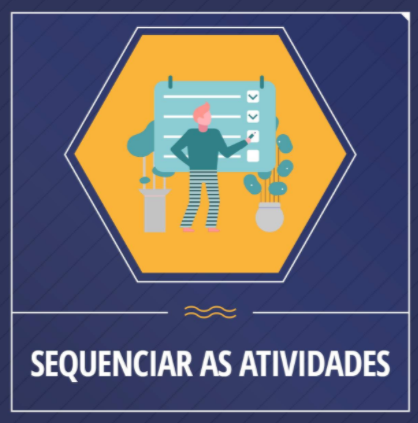 SEQUENCIAR AS ATIVIDADES